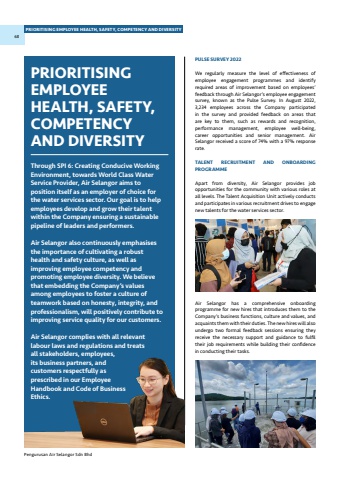 PRIORITISING EMPLOYEE HEALTH, SAFETY, COMPETENCY AND DIVERSITY
68
PRIORITISING
EMPLOYEE
HEALTH, SAFETY,
COMPETENCY
AND DIVERSITY
Through SPI 6: Creating Conducive Working
Environment, towards World Class Water
Service Provider, Air Selangor aims to
position itself as an employer of choice for
the water services sector. Our goal is to help
employees develop and grow their talent
within the Company ensuring a sustainable
pipeline of leaders and performers.
Air Selangor also continuously emphasises
the importance of cultivating a robust
health and safety culture, as well as
improving employee competency and
promoting employee diversity. We believe
that embedding the Company's values
among employees to foster a culture of
teamwork based on honesty, integrity, and
professionalism, will positively contribute to
improving service quality for our customers.
Air Selangor complies with all relevant
labour laws and regulations and treats
all stakeholders, employees,
its business partners, and
customers respectfully as
prescribed in our Employee
Handbook and Code of Business
Ethics.
PULSE SURVEY 2022
We regularly measure the level of effectiveness of
employee engagement programmes and identify
required areas of improvement based on employees'
feedback through Air Selangor's employee engagement
survey, known as the Pulse Survey. In August 2022,
3,234 employees across the Company participated
in the survey and provided feedback on areas that
are key to them, such as rewards and recognition,
performance management, employee well-being,
career opportunities and senior management. Air
Selangor received a score of 74% with a 97% response
rate.
TALENT RECRUITMENT AND ONBOARDING
PROGRAMME
Apart from diversity, Air Selangor provides job
opportunities for the community with various roles at
all levels. The Talent Acquisition Unit actively conducts
and participates in various recruitment drives to engage
new talents for the water services sector.
Air Selangor has a comprehensive onboarding
programme for new hires that introduces them to the
Company's business functions, culture and values, and
acquaints them with their duties. The new hires will also
undergo two formal feedback sessions ensuring they
receive the necessary support and guidance to fulfil
their job requirements while building their confidence
in conducting their tasks.
Pengurusan Air Selangor Sdn Bhd